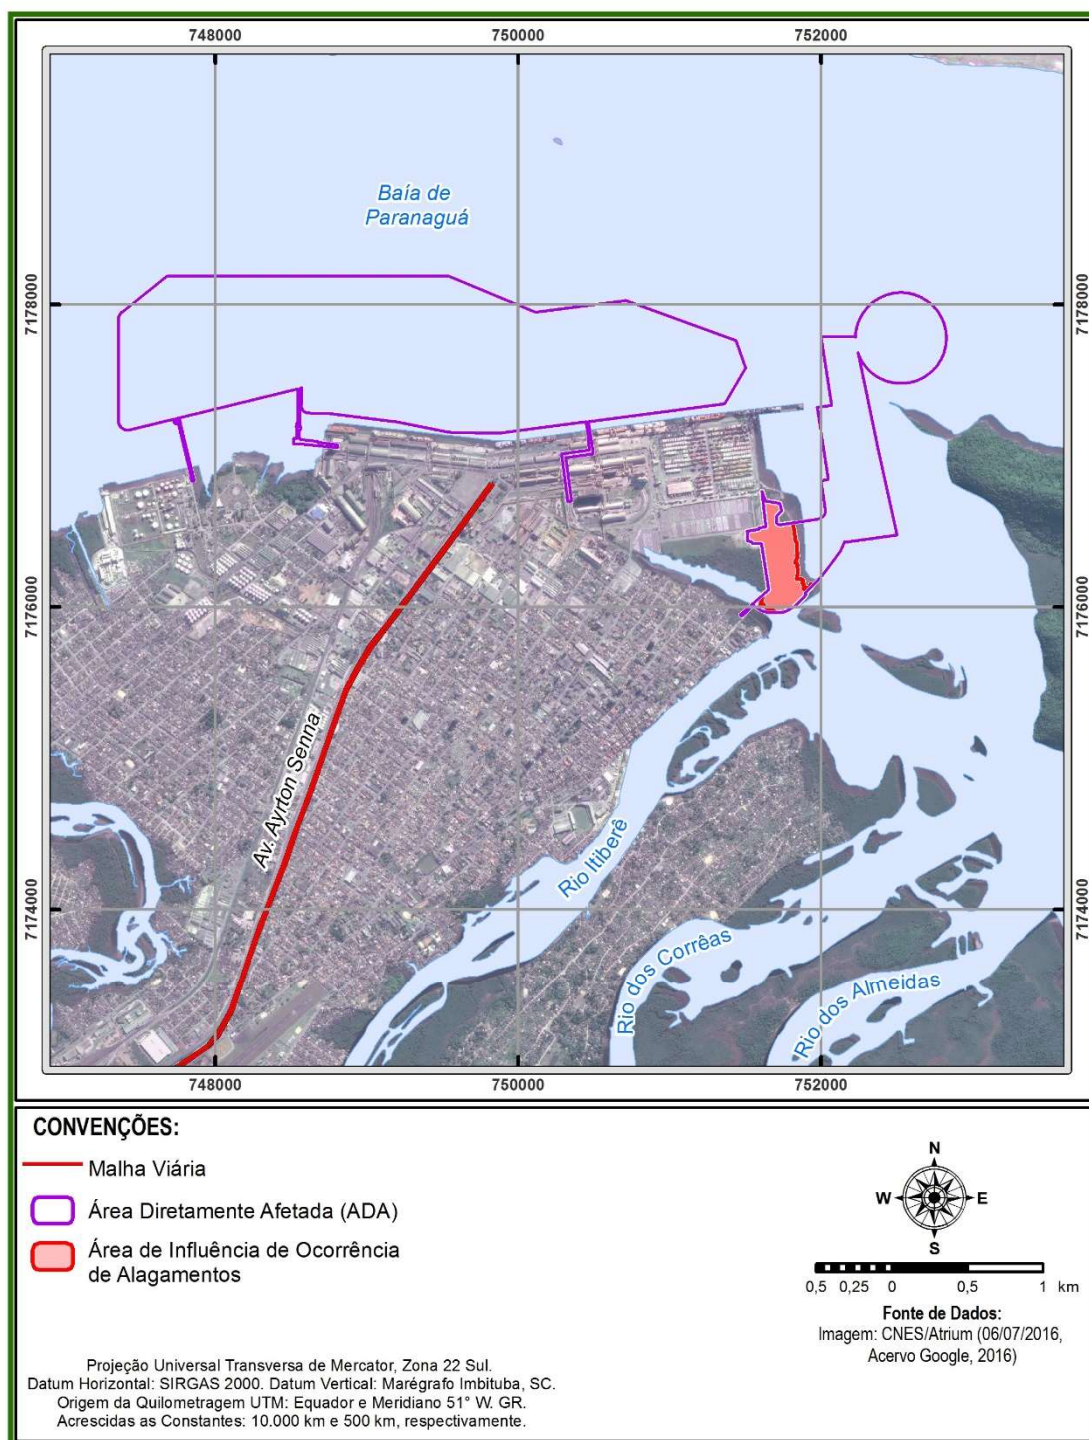 748000
750000
752000
Baía de
Paranaguá
7178000
7178000
7176000
7176000
Av. Ayrton Senna
Rio Itiberê
7174000
7174000
Rio dos Corrêas
Rio dos Almeidas
748000
750000
752000
CONVENÇÕES:
Malha Viária
Área Diretamente Afetada (ADA)
Área de Influência de Ocorrência
de Alagamentos
N
W
E
S
0,5 0,25 0 0,5 1 km
Fonte de Dados:
Imagem: CNES/Atrium (06/07/2016,
Acervo Google, 2016)
Projeção Universal Transversa de Mercator, Zona 22 Sul.
Datum Horizontal: SIRGAS 2000. Datum Vertical: Marégrafo Imbituba, SC.
Origem da Quilometragem UTM: Equador e Meridiano 51° W. GR.
Acrescidas as Constantes: 10.000 km e 500 km, respectivamente.